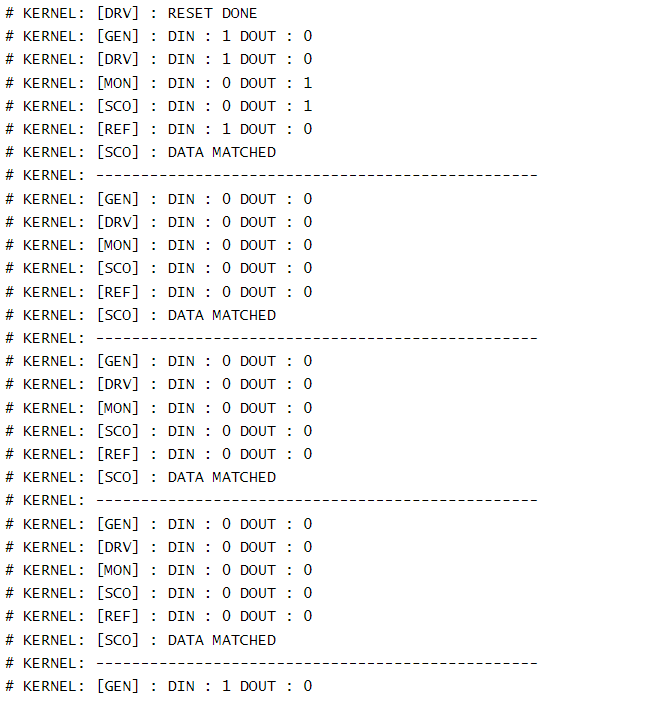 # KERNEL: [DRV] : RESET DONE
# KERNEL: [GEN] : DIN : 1 DOUT : 0
# KERNEL: [DRV] : DIN : 1 DOUT : 0
# KERNEL: [MON] : DIN : 0 DOUT : 1
# KERNEL: [SCO] : DIN : 0 DOUT : 1
# KERNEL: [REF] : DIN : 1 DOUT : 0
# KERNEL: [SCO] : DATA MATCHED
# KERNEL: -------------------------------------------------
# KERNEL: [GEN] : DIN : 0 DOUT : 0
# KERNEL: [DRV] : DIN : 0 DOUT : 0
# KERNEL: [MON] : DIN : 0 DOUT : 0
# KERNEL: [SCO] : DIN : 0 DOUT : 0
# KERNEL: [REF] : DIN : 0 DOUT : 0
# KERNEL: [SCO] : DATA MATCHED
# KERNEL: -------------------------------------------------
# KERNEL: [GEN] : DIN : 0 DOUT : 0
# KERNEL: [DRV] : DIN : 0 DOUT : 0
# KERNEL: [MON] : DIN : 0 DOUT : 0
# KERNEL: [SCO] : DIN : 0 DOUT : 0
# KERNEL: [REF] : DIN : 0 DOUT : 0
# KERNEL: [SCO] : DATA MATCHED
# KERNEL: -------------------------------------------------
# KERNEL: [GEN] : DIN : 0 DOUT : 0
# KERNEL: [DRV] : DIN : 0 DOUT : 0
# KERNEL: [MON] : DIN : 0 DOUT : 0
# KERNEL: [SCO] : DIN : 0 DOUT : 0
# KERNEL: [REF] : DIN : 0 DOUT : 0
# KERNEL: [SCO] : DATA MATCHED
# KERNEL: -------------------------------------------------
# KERNEL: [GEN] : DIN : 1 DOUT : 0